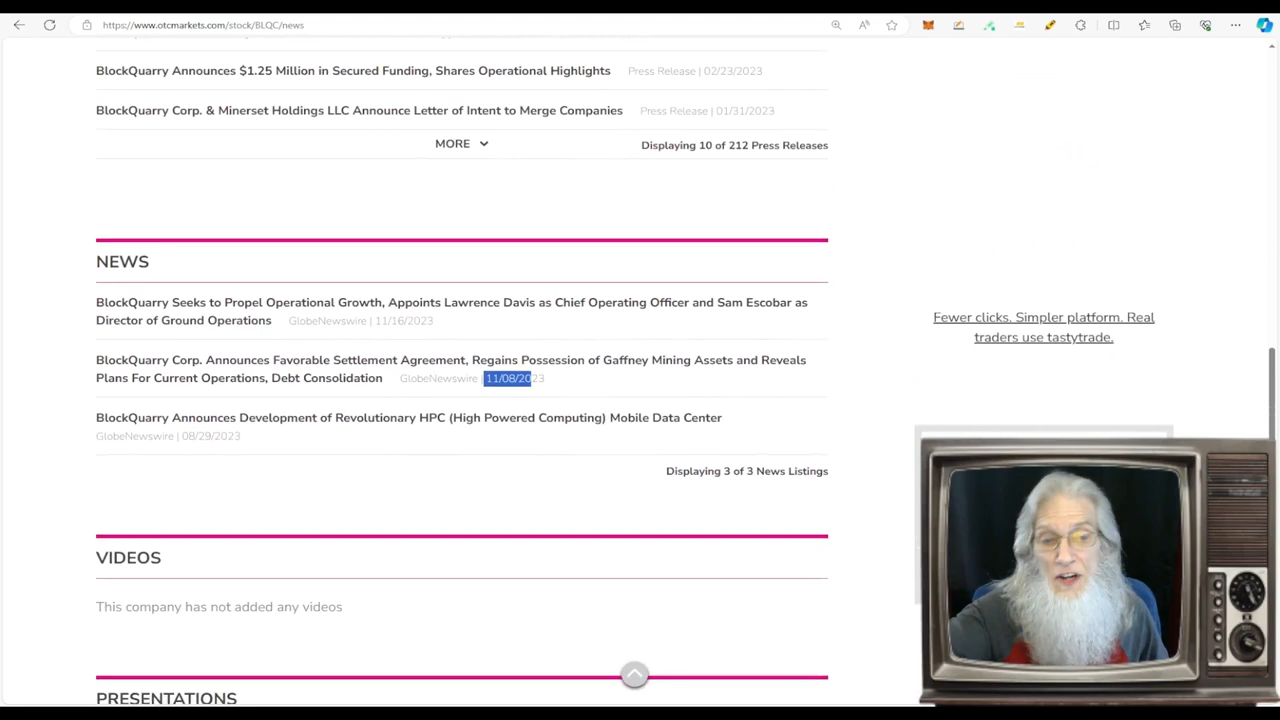 https://www.otcmarkets.com/stock/BLQC/news
BlockQuarry Announces $1.25 Million in Secured Funding, Shares Operational Highlights Press Release | 02/23/2023
BlockQuarry Corp. & Minerset Holdings LLC Announce Letter of Intent to Merge Companies Press Release | 01/31/2023
MORE
Displaying 10 of 212 Press Releases
NEWS
BlockQuarry Seeks to Propel Operational Growth, Appoints Lawrence Davis as Chief Operating Officer and Sam Escobar as
Director of Ground Operations GlobeNewswire | 11/16/2023
BlockQuarry Corp. Announces Favorable Settlement Agreement, Regains Possession of Gaffney Mining Assets and Reveals
Plans For Current Operations, Debt Consolidation GlobeNewswire | 11/08/2023
BlockQuarry Announces Development of Revolutionary HPC (High Powered Computing) Mobile Data Center
GlobeNewswire | 08/29/2023
Displaying 3 of 3 News Listings
Fewer clicks. Simpler platform. Real
traders use tastytrade.
VIDEOS
This company has not added any videos
PRESENTATIONS